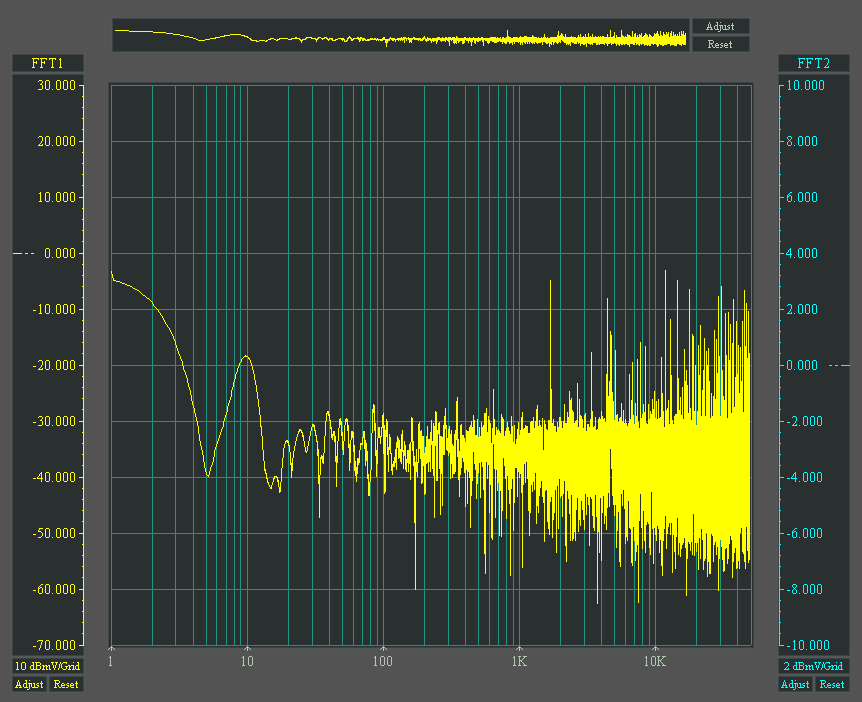 Adjust
Reset
FFT1
FFT2
30.000
20.000
10.000
0.000
-10.000
-20.000
-30.000
-40.000
-50.000
-60.000
-70.000
10.000
8.000
6.000
4.000
2.000
0.000
-2.000
-4.000
-6.000
-8.000
-10.000
1
10
100
1K
10K
10 dBmV/Grid
2 dBmV/Grid
Adjust
Reset
Adjust
Reset